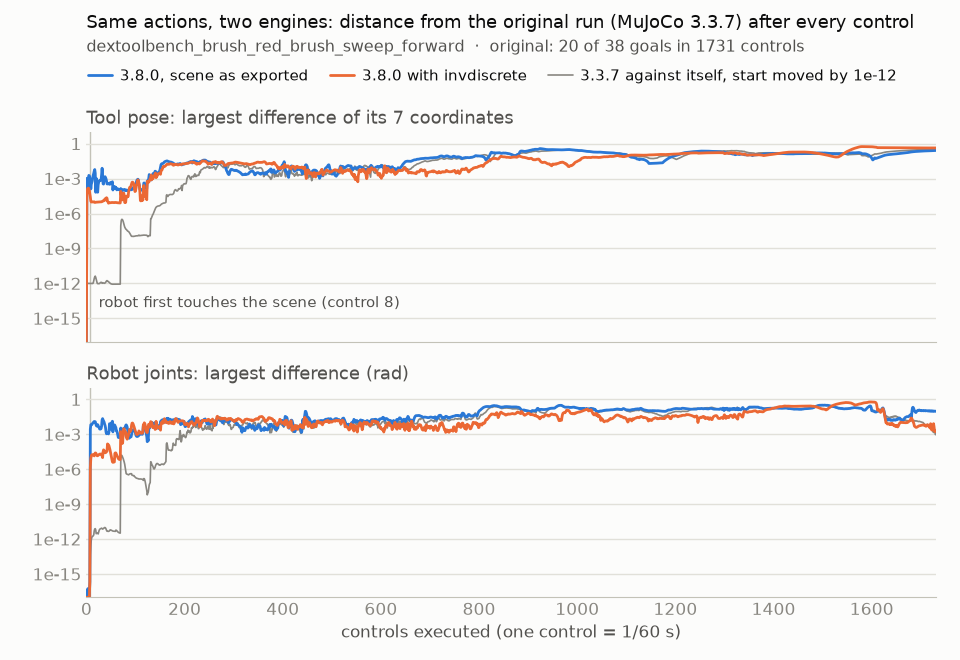 Same actions, two engines: distance from the original run (MuJoCo 3.3.7) after every control
dextoolbench_brush_red_brush_sweep_forward · original: 20 of 38 goals in 1731 controls
3.8.0, scene as exported 3.8.0 with invdiscrete 3.3.7 against itself, start moved by 1e-12
Tool pose: largest difference of its 7 coordinates
1
1e-3
1e-6
1e-9
1e-12
robot first touches the scene (control 8)
1e-15
Robot joints: largest difference (rad)
1
1e-3
1e-6
1e-9
1e-12
1e-15
0 200 400 600 800 1000 1200 1400 1600
controls executed (one control = 1/60 s)